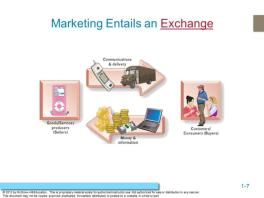 Marketing Entails an Exchange
Communications
& delivery
Goods/Services
producers
(Sellers)
Money &
information
Customers/
Consumers (Buyers)
1-7